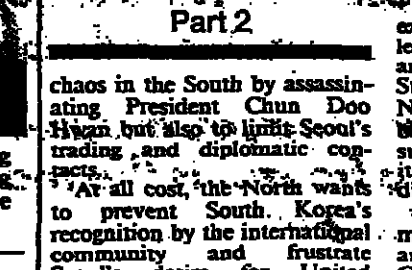 Part 2
chaos in the South by assassin-
ating President Chun Doo
Hwan but also to limit Seoul's
trading and diplomatic con-
tacts.
"At all cost, the North wants
to prevent South Korea's
recognition by the international
community and frustrate
for United